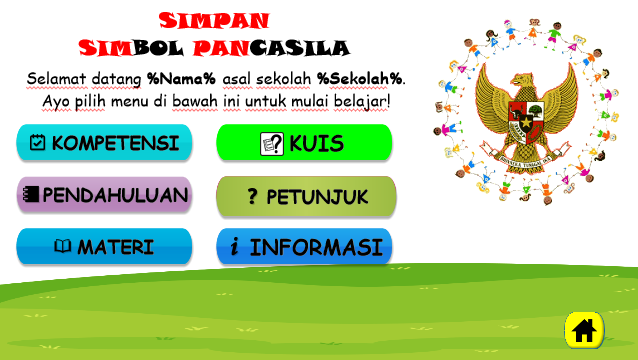 SIMPAN
SIMBOL PANCASILA
Selamat datang %Nama% asal sekolah %Sekolah%.
Ayo pilih menu di bawah ini untuk mulai belajar!
KOMPETENSI
KUIS
PENDAHULUAN
? PETUNJUK
MATERI
i INFORMASI